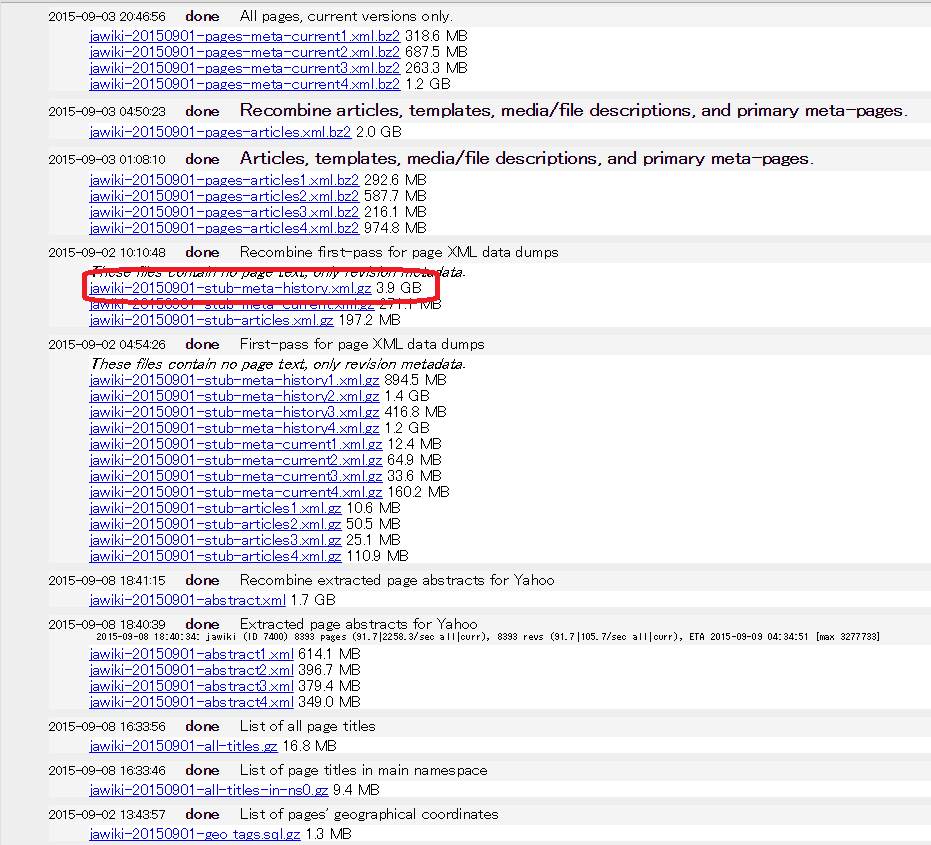 2015-09-03 20:46:56 done All pages, current versions only.
jawiki-20150901-pages-meta-current1.xml.bz2 318.6 MB
jawiki-20150901-pages-meta-current2.xml.bz2 687.5 MB
jawiki-20150901-pages-meta-current3.xml.bz2 263.3 MB
jawiki-20150901-pages-meta-current4.xml.bz2 1.2 GB
2015-09-03 04:50:23 done Recombine articles, templates, media/file descriptions, and primary meta-pages.
jawiki-20150901-pages-articles.xml.bz2 2.0 GB
2015-09-03 01:08:10 done Articles, templates, media/file descriptions, and primary meta-pages.
jawiki-20150901-pages-articles1.xml.bz2 292.6 MB
jawiki-20150901-pages-articles2.xml.bz2 587.7 MB
jawiki-20150901-pages-articles3.xml.bz2 216.1 MB
jawiki-20150901-pages-articles4.xml.bz2 974.8 MB
2015-09-02 10:10:48 done Recombine first-pass for page XML data dumps
These files contain no page text, only revision metadata.
jawiki-20150901-stub-meta-history.xml.gz 3.9 GB
jawiki-20150901-stub-meta-current.xml.gz 271.1 MB
jawiki-20150901-stub-articles.xml.gz 197.2 MB
2015-09-02 04:54:26 done First-pass for page XML data dumps
These files contain no page text, only revision metadata.
jawiki-20150901-stub-meta-history1.xml.gz 894.5 MB
jawiki-20150901-stub-meta-history2.xml.gz 1.4 GB
jawiki-20150901-stub-meta-history3.xml.gz 416.8 MB
jawiki-20150901-stub-meta-history4.xml.gz 1.2 GB
jawiki-20150901-stub-meta-current1.xml.gz 12.4 MB
jawiki-20150901-stub-meta-current2.xml.gz 64.9 MB
jawiki-20150901-stub-meta-current3.xml.gz 33.6 MB
jawiki-20150901-stub-meta-current4.xml.gz 160.2 MB
jawiki-20150901-stub-articles1.xml.gz 10.6 MB
jawiki-20150901-stub-articles2.xml.gz 50.5 MB
jawiki-20150901-stub-articles3.xml.gz 25.1 MB
jawiki-20150901-stub-articles4.xml.gz 110.9 MB
2015-09-08 18:41:15 done Recombine extracted page abstracts for Yahoo
jawiki-20150901-abstract.xml 1.7 GB
2015-09-08 18:40:39 done Extracted page abstracts for Yahoo
2015-09-08 18:40:34: jawiki (ID 7400) 8393 pages (91.7|2258.3/sec all|curr), 8393 revs (91.7|105.7/sec all|curr), ETA 2015-09-09 04:34:51 [max 3277733]
jawiki-20150901-abstract1.xml 614.1 MB
jawiki-20150901-abstract2.xml 396.7 MB
jawiki-20150901-abstract3.xml 379.4 MB
jawiki-20150901-abstract4.xml 349.0 MB
2015-09-08 16:33:56 done List of all page titles
jawiki-20150901-all-titles.gz 16.8 MB
2015-09-08 16:33:46 done List of page titles in main namespace
jawiki-20150901-all-titles-in-ns0.gz 9.4 MB
2015-09-02 13:43:57 done List of pages' geographical coordinates
jawiki-20150901-geo_tags.sql.gz 1.3 MB